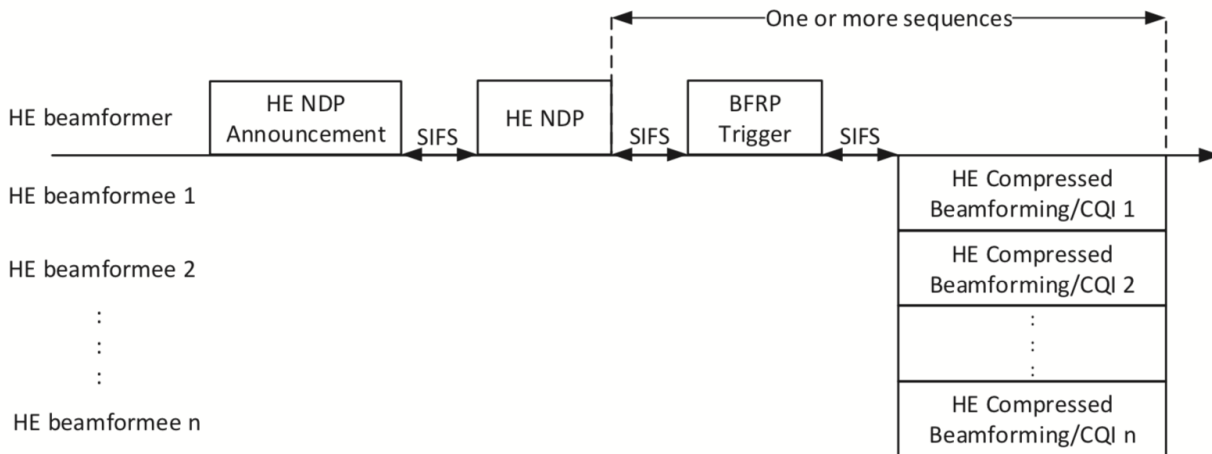 One or more sequences
HE beamformer
HE NDP
Announcement
SIFS
HE NDP
SIFS
BFRP
Trigger
SIFS
HE beamformee 1
HE Compressed
Beamforming/CQI 1
HE beamformee 2
HE Compressed
Beamforming/CQI 2
:
:
:
:
:
:
HE beamformee n
HE Compressed
Beamforming/CQI n